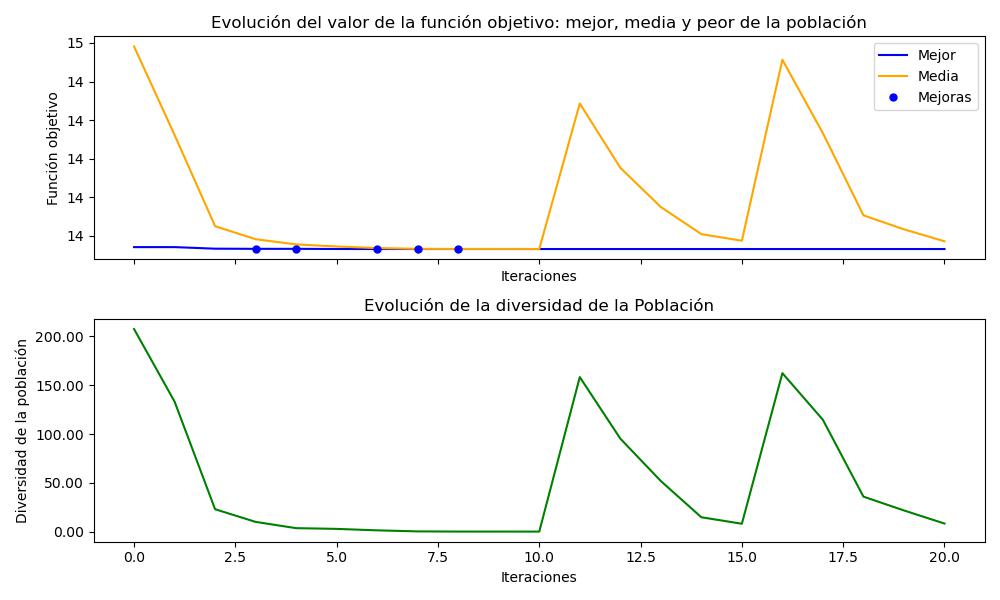 Evolución del valor de la función objetivo: mejor, media y peor de la población
15
14
14
14
14
14
Función objetivo
Mejor
Media
Mejoras
Iteraciones
Evolución de la diversidad de la Población
200.00
150.00
100.00
50.00
0.00
Diversidad de la población
0.0 2.5 5.0 7.5 10.0 12.5 15.0 17.5 20.0
Iteraciones